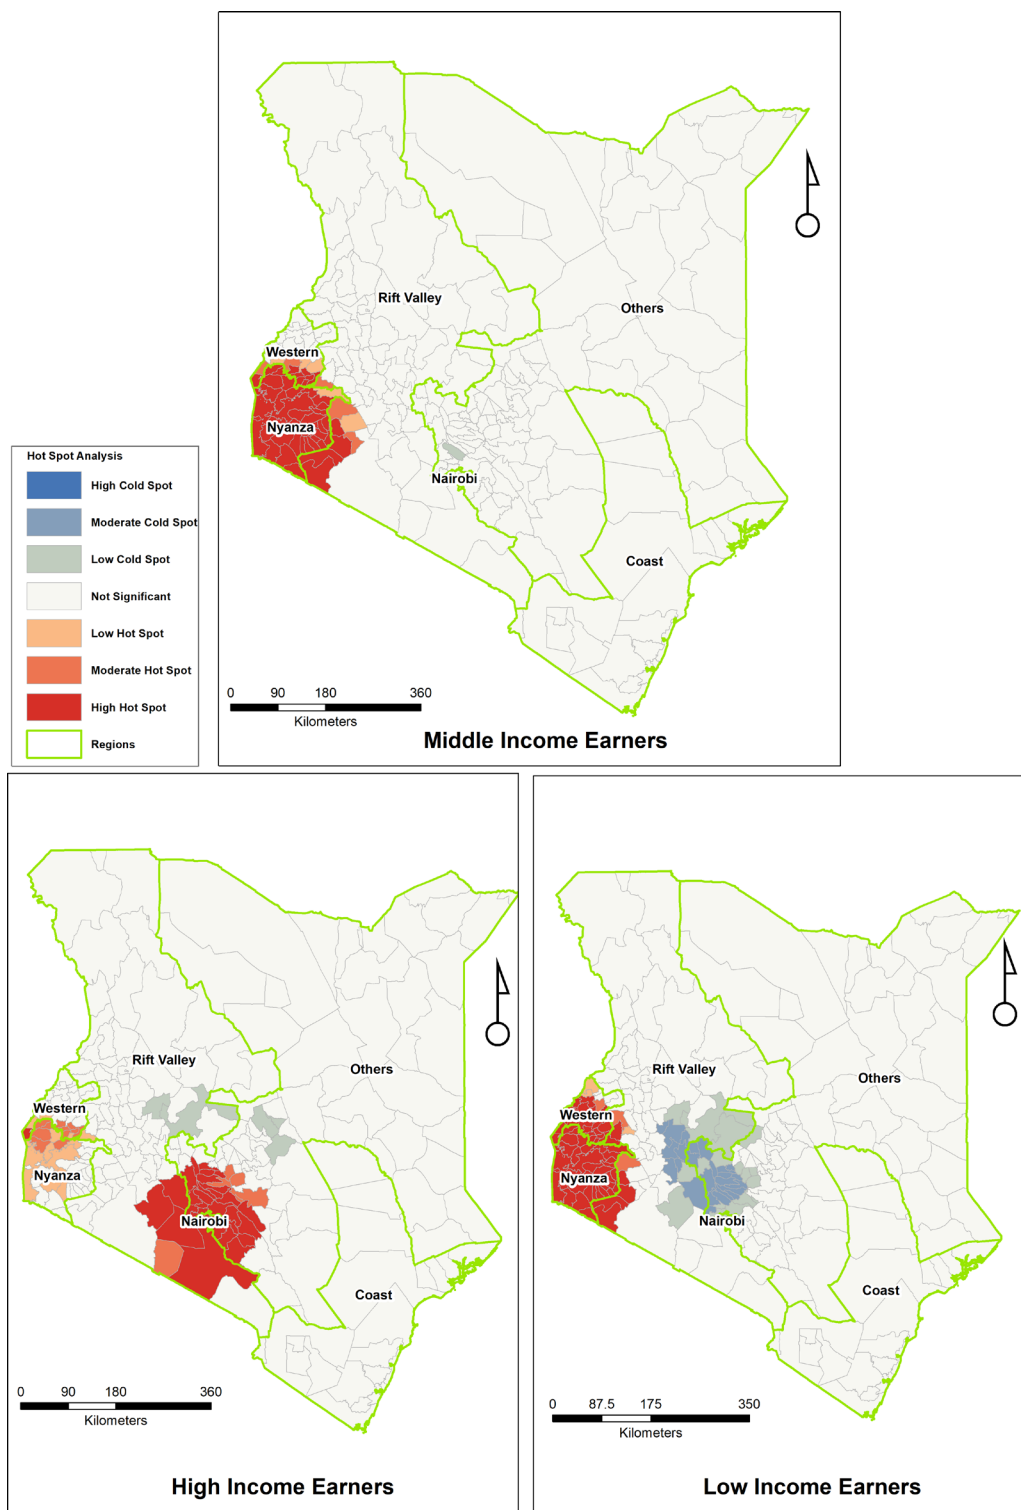 Rift Valley
Others
Western
Nyanza
Nairobi
Coast
0 90 180 360
Kilometers
Middle Income Earners
Hot Spot Analysis
High Cold Spot
Moderate Cold Spot
Low Cold Spot
Not Significant
Low Hot Spot
Moderate Hot Spot
High Hot Spot
Regions
Rift Valley
Others
Western
Nyanza
Nairobi
Coast
0 90 180 360
Kilometers
High Income Earners
Rift Valley
Others
Western
Nyanza
Nairobi
Coast
0 87.5 175 350
Kilometers
Low Income Earners